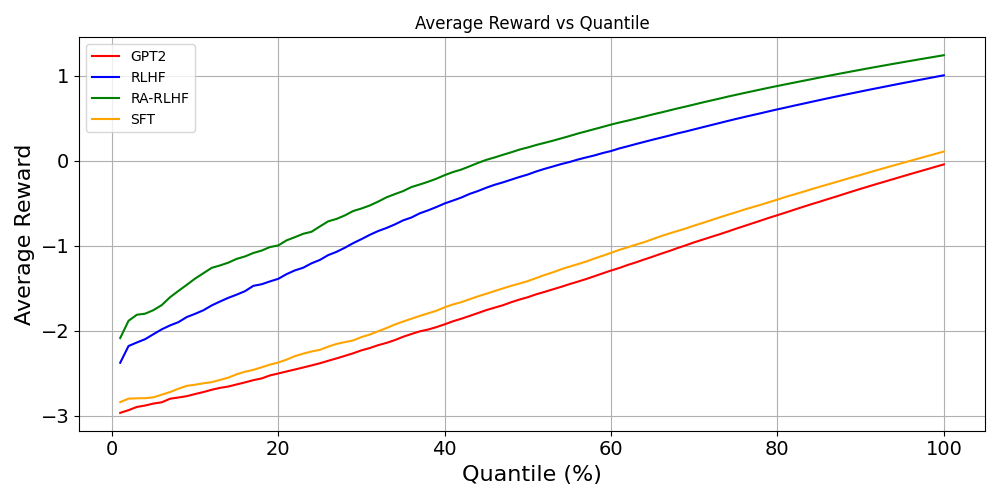 Average Reward vs Quantile
GPT2
RLHF
RA-RLHF
SFT
1
0
−1
−2
−3
Average Reward
0 20 40 60 80 100
Quantile (%)